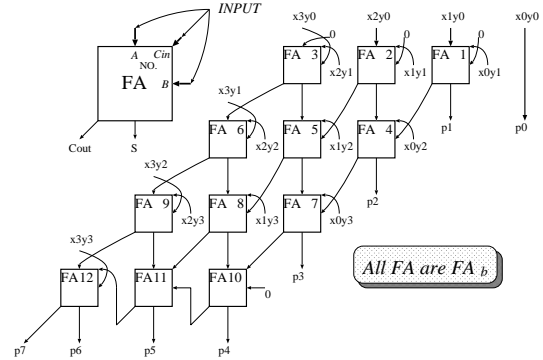 INPUT
x3y0 x2y0 x1y0 x0y0
A Cin
NO.
FA
B
Cout S
0 0 0
FA 3 FA 2 FA 1
x2y1 x1y1 x0y1
x3y1
p1 p0
FA 6 FA 5 FA 4
x2y2 x1y2 x0y2
x3y2
p2
FA 9 FA 8 FA 7
x2y3 x1y3 x0y3
x3y3
p3
All FA are FA b
FA12 FA11 FA10
0
p7 p6 p5 p4